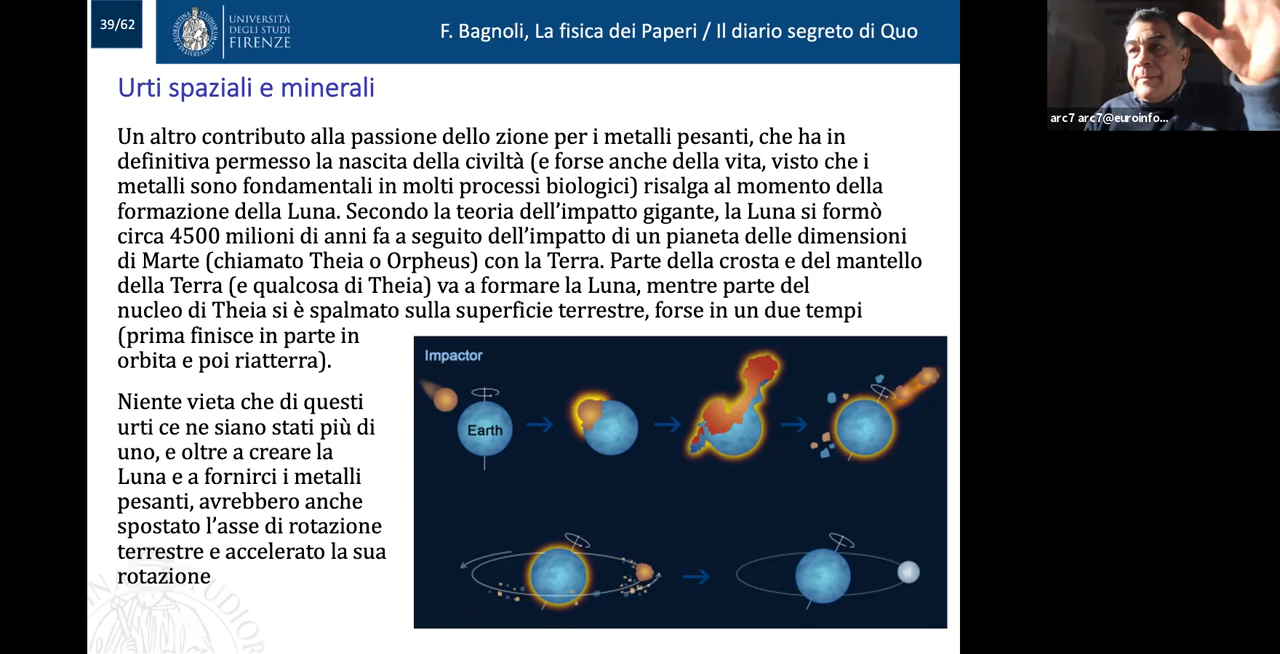 39/62
UNIVERSITÀ
DEGLI STUDI
FIRENZE
F. Bagnoli, La fisica dei Paperi / Il diario segreto di Quo
arc7 arc7@euroinfo...
Urti spaziali e minerali
Un altro contributo alla passione dello zione per i metalli pesanti, che ha in
definitiva permesso la nascita della civiltà (e forse anche della vita, visto che i
metalli sono fondamentali in molti processi biologici) risalga al momento della
formazione della Luna. Secondo la teoria dell'impatto gigante, la Luna si formò
circa 4500 milioni di anni fa a seguito dell'impatto di un pianeta delle dimensioni
di Marte (chiamato Theia o Orpheus) con la Terra. Parte della crosta e del mantello
della Terra (e qualcosa di Theia) va a formare la Luna, mentre parte del
nucleo di Theia si è spalmato sulla superficie terrestre, forse in un due tempi
(prima finisce in parte in
orbita e poi riatterra).
Niente vieta che di questi
urti ce ne siano stati più di
uno, e oltre a creare la
Luna e a fornirci i metalli
pesanti, avrebbero anche
spostato l'asse di rotazione
terrestre e accelerato la sua
rotazione
Impactor
Earth